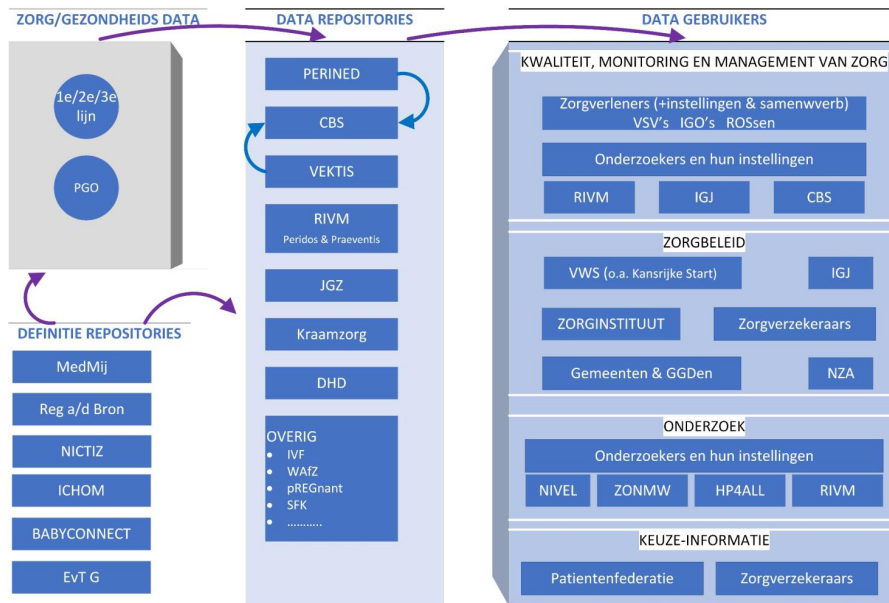 ZORG/GEZONDHEIDS DATA
1e/2e/3e
lijn
PGO
DEFINITIE REPOSITORIES
MedMij
Reg a/d Bron
NICTIZ
ICHOM
BABYCONNECT
EvT G
DATA REPOSITORIES
PERINED
CBS
VEKTIS
RIVM
Peridos & Praeventis
JGZ
Kraamzorg
DHD
OVERIG
• IVF
• WAfZ
• pREGnant
• SFK
• ………..
DATA GEBRUIKERS
KWALITEIT, MONITORING EN MANAGEMENT VAN ZORG
Zorgverleners (+instellingen & samenwverb)
VSV's IGO's ROSsen
Onderzoekers en hun instellingen
RIVM IGJ CBS
ZORGBELEID
VWS (o.a. Kansrijke Start) IGJ
ZORGINSTITUUT Zorgverzekeraars
Gemeenten & GGDen NZA
ONDERZOEK
Onderzoekers en hun instellingen
NIVEL ZONMW HP4ALL RIVM
KEUZE-INFORMATIE
Patientenfederatie Zorgverzekeraars